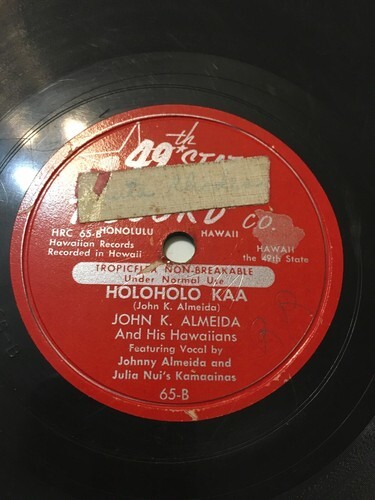 49th STATE
RECORD CO.
HRC 65-B HONOLULU HAWAII
Hawaiian Records
Recorded in Hawaii
HAWAII
the 49th State
TROPICFLEX NON-BREAKABLE
Under Normal Use
HOLOHOLO KAA
(John K. Almeida)
JOHN K. ALMEIDA
And His Hawaiians
Featuring Vocal by
Johnny Almeida and
Julia Nui's Kamaainas
65-B